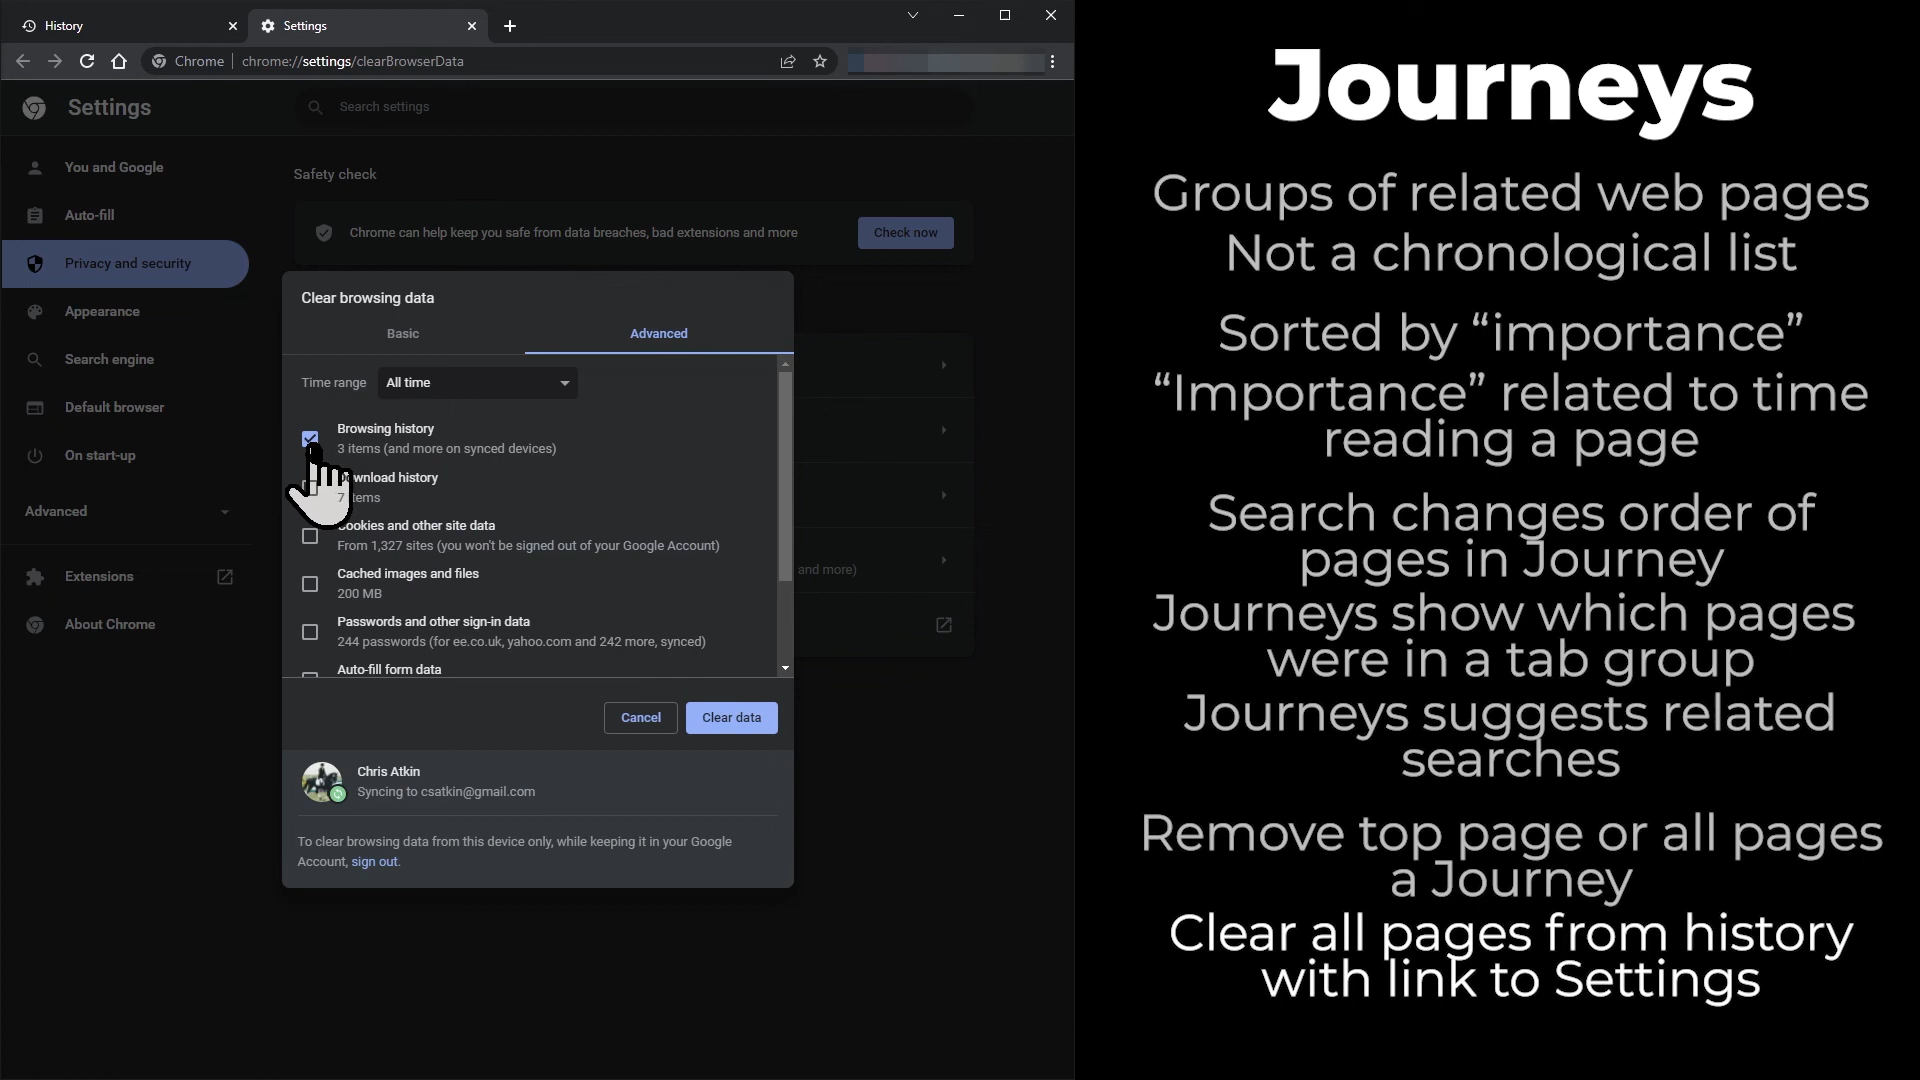 History
Settings
Chrome
chrome://settings/clearBrowserData
Settings
Search settings
You and Google
Auto-fill
Privacy and security
Appearance
Search engine
Default browser
On start-up
Advanced
Extensions
About Chrome
Safety check
Chrome can help keep you safe from data breaches, bad extensions and more
Check now
Clear browsing data
Basic
Advanced
Time range
All time
Browsing history
3 items (and more on synced devices)
ownload history
7 items
Cookies and other site data
From 1,327 sites (you won't be signed out of your Google Account)
Cached images and files
200 MB
Passwords and other sign-in data
244 passwords (for ee.co.uk, yahoo.com and 242 more, synced)
Auto-fill form data
and more)
Cancel
Clear data
Chris Atkin
Syncing to csatkin@gmail.com
To clear browsing data from this device only, while keeping it in your Google
Account, sign out.
Journeys
Groups of related web pages
Not a chronological list
Sorted by “importance”
“Importance” related to time
reading a page
Search changes order of
pages in Journey
Journeys show which pages
were in a tab group
Journeys suggests related
searches
Remove top page or all pages
a Journey
Clear all pages from history
with link to Settings